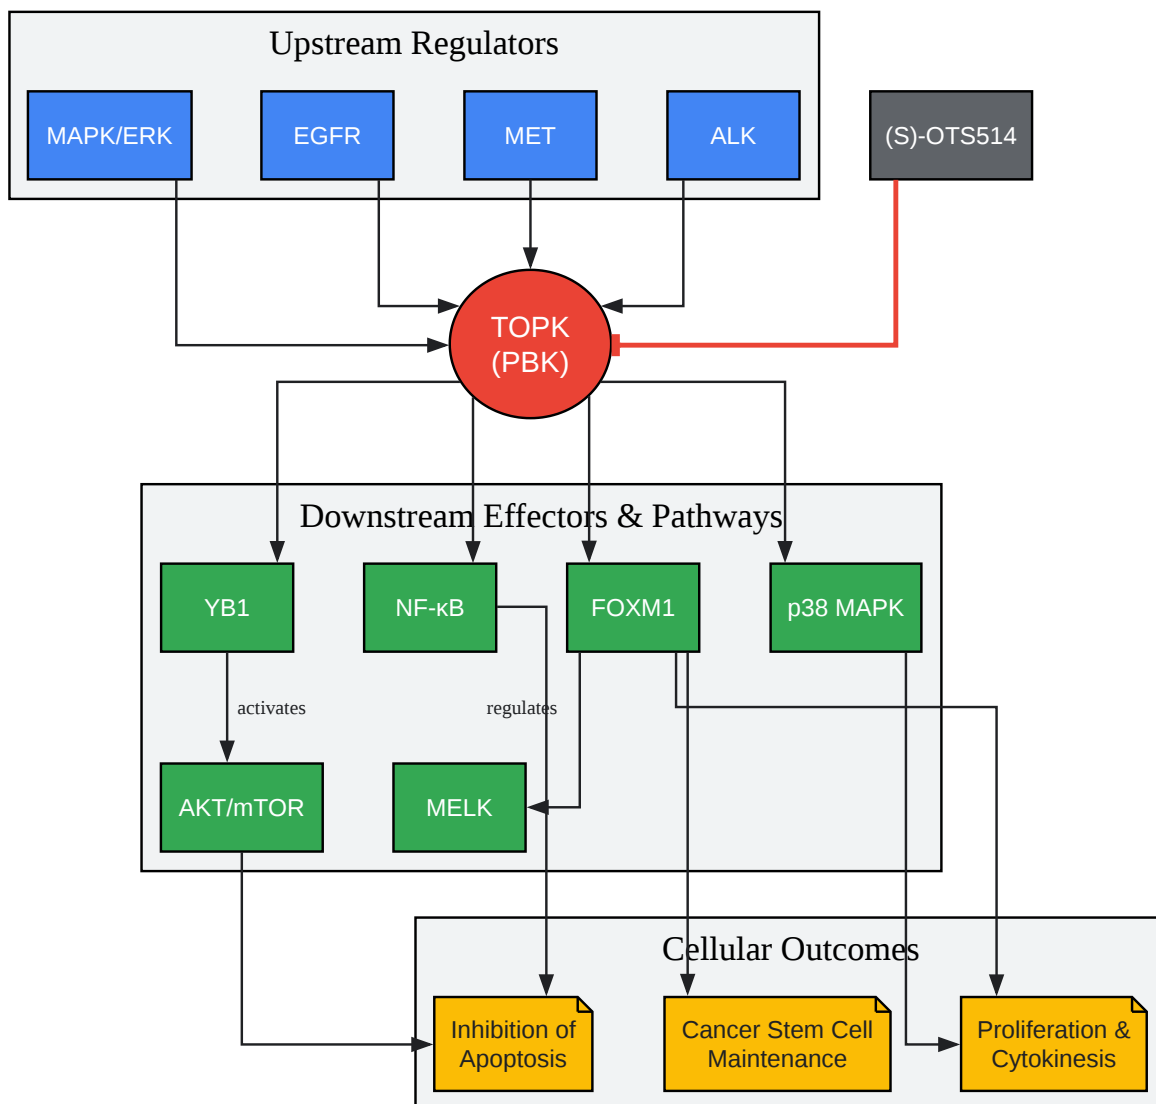 Upstream Regulators
MAPK/ERK
EGFR
MET
ALK
(S)-OTS514
TOPK
(PBK)
Downstream Effectors & Pathways
YB1
NF-κB
FOXM1
p38 MAPK
activates
regulates
AKT/mTOR
MELK
Cellular Outcomes
Inhibition of
Apoptosis
Cancer Stem Cell
Maintenance
Proliferation &
Cytokinesis